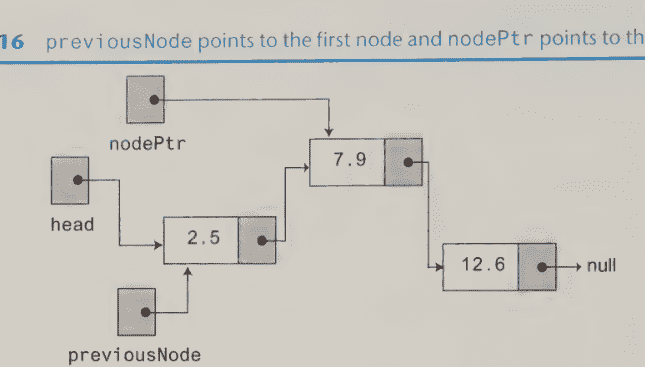 16 previousNode points to the first node and nodePtr points to th
nodePtr
7.9
head
2.5
12.6
null
previousNode